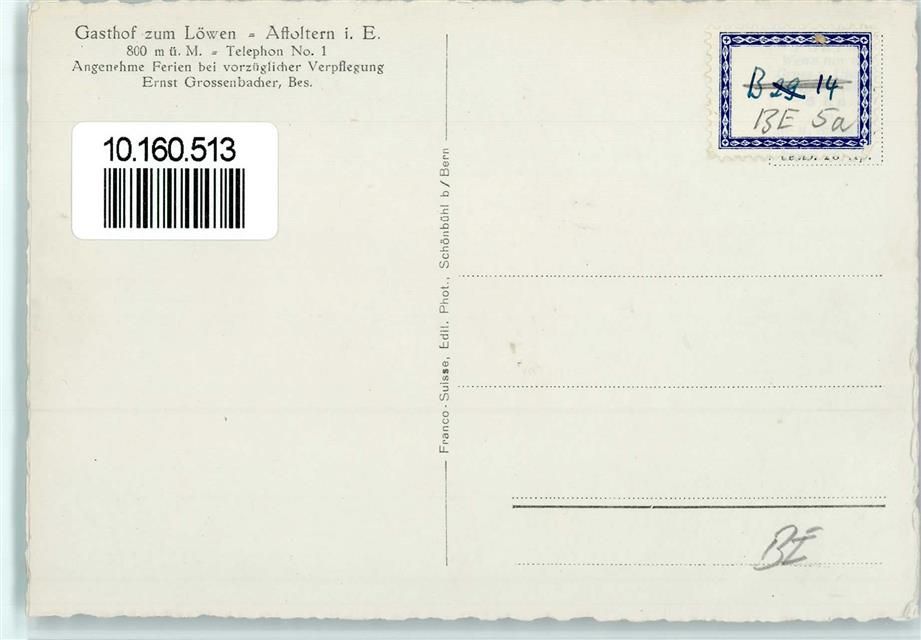 Gasthof zum Löwen = Affoltern i. E.
800 m ü. M. = Telephon No. 1
Angenehme Ferien bei vorzüglicher Verpflegung
Ernst Grossenbacher, Bes.
10.160.513
Franco-Suisse, Edit. Phot., Schönbühl b/Bern
B 29 14
BE 5a
BE